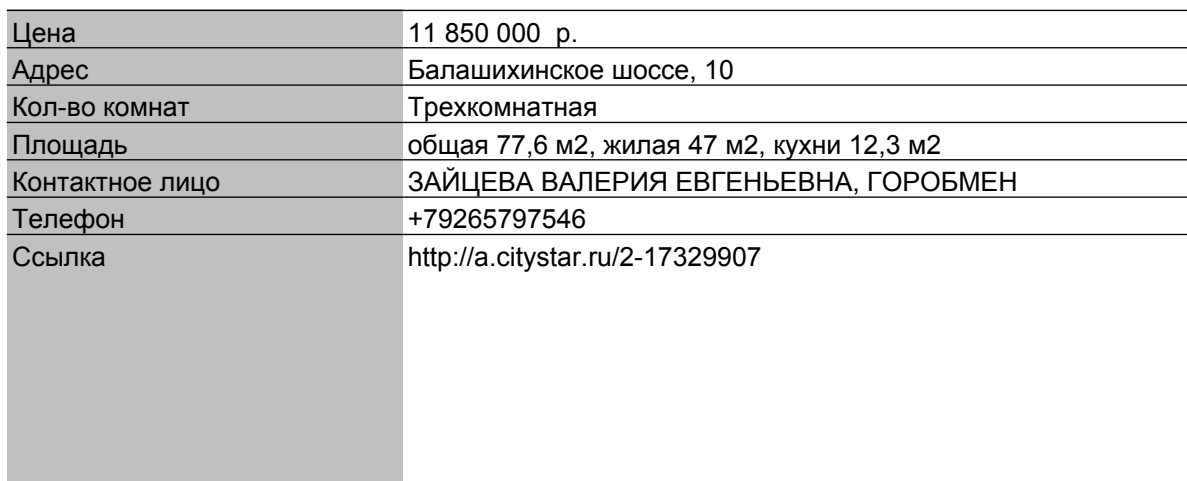 Цена 11 850 000 р.
Адрес Балашихинское шоссе, 10
Кол-во комнат Трехкомнатная
Площадь общая 77,6 м2, жилая 47 м2, кухни 12,3 м2
Контактное лицо ЗАЙЦЕВА ВАЛЕРИЯ ЕВГЕНЬЕВНА, ГОРОБМЕН
Телефон +79265797546
Ссылка http://a.citystar.ru/2-17329907